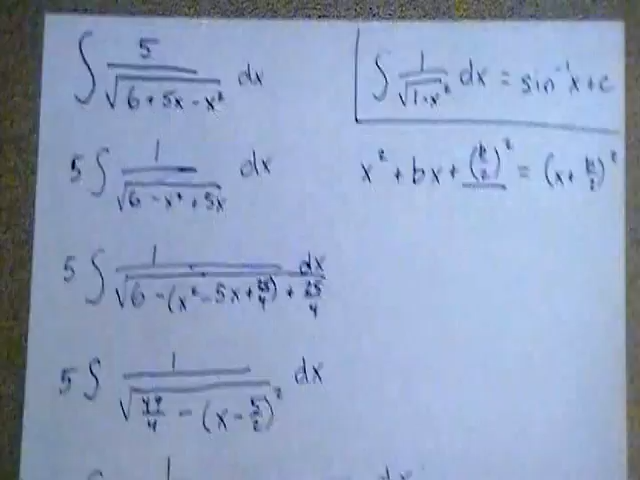 ∫ 5/√(6+5x-x²) dx
∫ 1/√(1-x²) dx = sin⁻¹x+c
5∫ 1/√(6-x²+5x) dx
x² + bx + (b/2)² = (x+b/2)²
5∫ 1/√(6-(x²-5x+25/4)+25/4) dx
5∫ 1/√(49/4-(x-5/2)²) dx